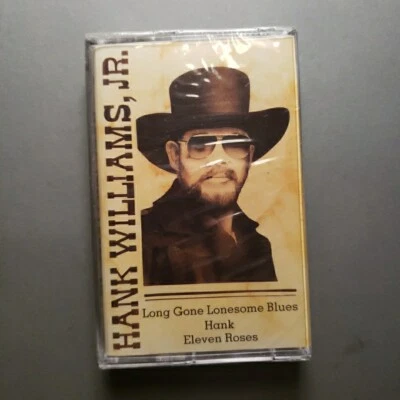 HANK WILLIAMS, JR.
Long Gone Lonesome Blues
Hank
Eleven Roses